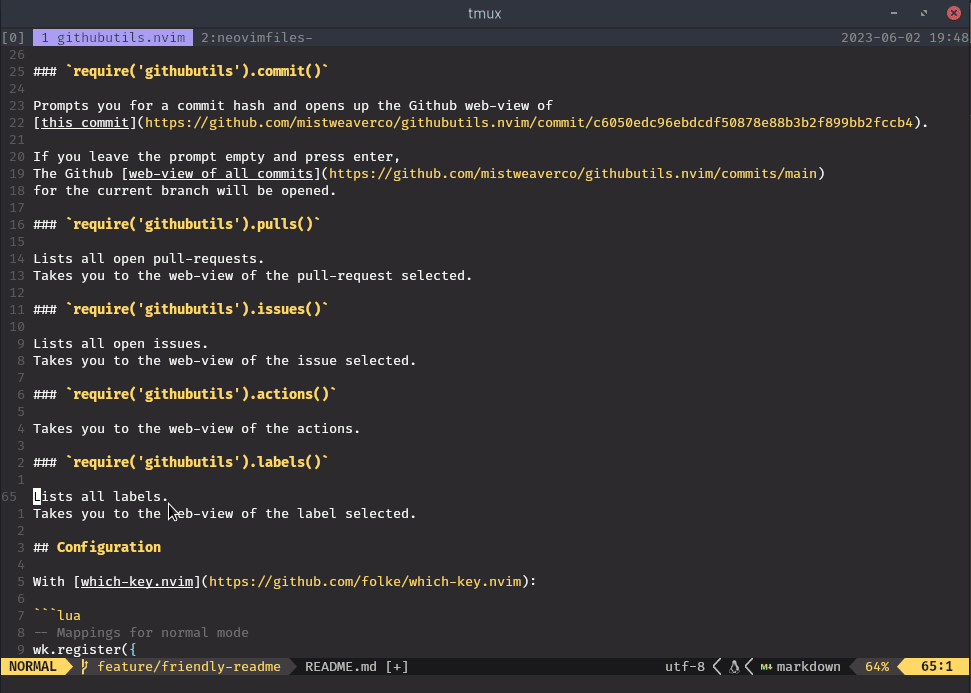 tmux
[0] 1 githubutils.nvim 2:neovimfiles- 2023-06-02 19:48
26
25 ### `require('githubutils').commit()`
24
23 Prompts you for a commit hash and opens up the Github web-view of
22 [this commit](https://github.com/mistweaverco/githubutils.nvim/commit/c6050edc96ebdcdf50878e88b3b2f899bb2fccb4).
21
20 If you leave the prompt empty and press enter,
19 The Github [web-view of all commits](https://github.com/mistweaverco/githubutils.nvim/commits/main)
18 for the current branch will be opened.
17
16 ### `require('githubutils').pulls()`
15
14 Lists all open pull-requests.
13 Takes you to the web-view of the pull-request selected.
12
11 ### `require('githubutils').issues()`
10
9 Lists all open issues.
8 Takes you to the web-view of the issue selected.
7
6 ### `require('githubutils').actions()`
5
4 Takes you to the web-view of the actions.
3
2 ### `require('githubutils').labels()`
1
65 Lists all labels.
1 Takes you to the web-view of the label selected.
2
3 ## Configuration
4
5 With [which-key.nvim](https://github.com/folke/which-key.nvim):
6
7 ```lua
8 -- Mappings for normal mode
9 wk.register({
NORMAL feature/friendly-readme README.md [+] utf-8 markdown 64% 65:1